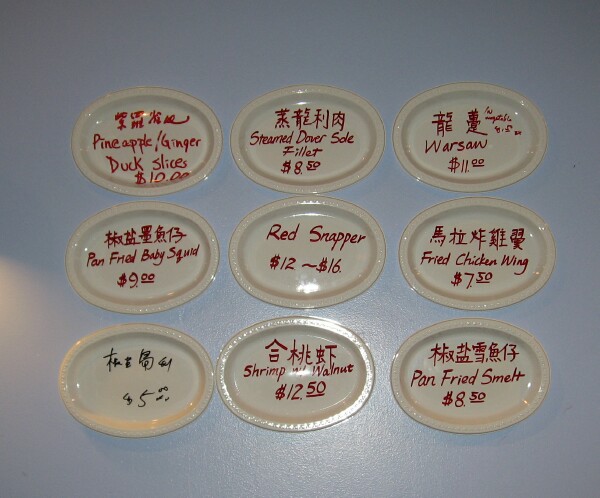 Pineapple/Ginger
Duck Slices
$10.00
蒸龍利肉
Steamed Dover Sole
Fillet
$8.50
龍躉
Warsaw
$11.00
椒盐墨魚仔
Pan Fried Baby Squid
$9.00
Red Snapper
$12～$16.
馬拉炸雞翼
Fried Chicken Wing
$7.50
$5.00
合桃虾
Shrimp w/ Walnut
$12.50
椒盐雪魚仔
Pan Fried Smelt
$8.50